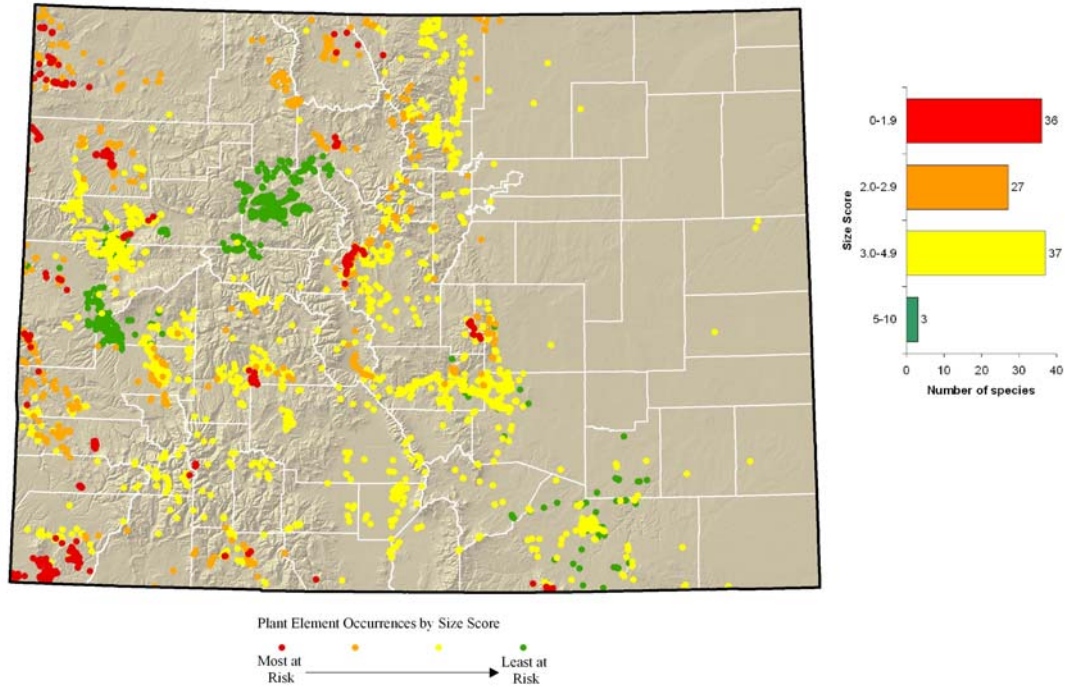 0-1.9
36
2.0-2.9
27
3.0-4.9
37
5-10
3
Size Score
0 10 20 30 40
Number of species
Plant Element Occurrences by Size Score
Most at Least at
Risk Risk